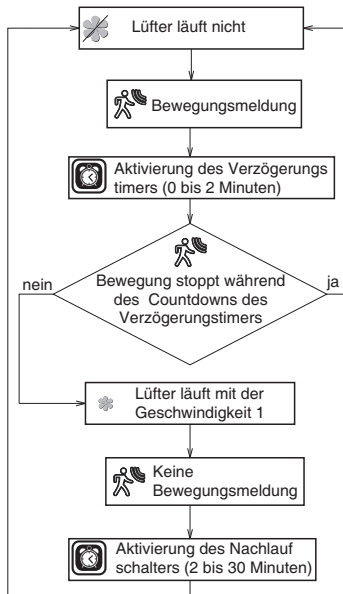 Lüfter läuft nicht
Bewegungsmeldung
Aktivierung des Verzögerungs
timers (0 bis 2 Minuten)
nein
ja
Bewegung stoppt während
des Countdowns des
Verzögerungstimers
Lüfter läuft mit der
Geschwindigkeit 1
Keine
Bewegungsmeldung
Aktivierung des Nachlauf
schalters (2 bis 30 Minuten)